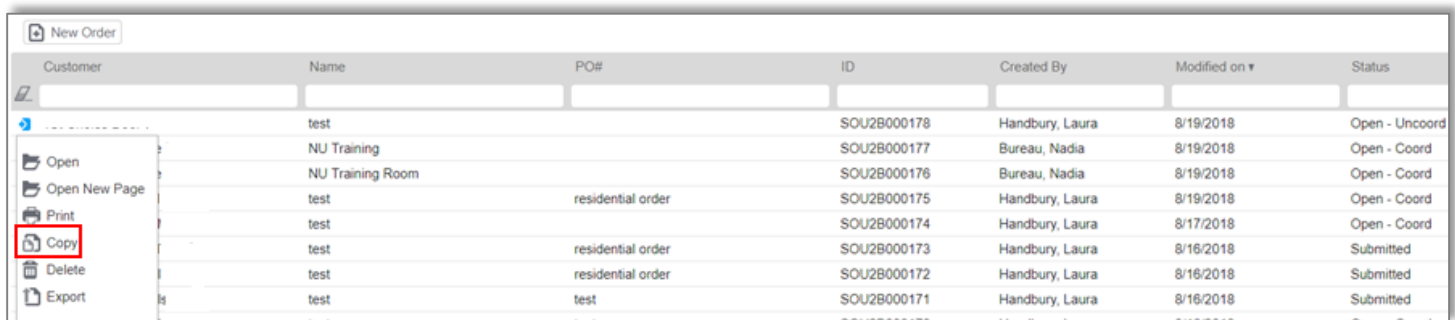 New Order
Customer Name PO# ID Created By Modified on ▾ Status
test SOU2B000178 Handbury, Laura 8/19/2018 Open - Uncoord
NU Training SOU2B000177 Bureau, Nadia 8/19/2018 Open - Coord
Open
NU Training Room SOU2B000176 Bureau, Nadia 8/19/2018 Open - Coord
Open New Page
test residential order SOU2B000175 Handbury, Laura 8/19/2018 Open - Coord
Print
test SOU2B000174 Handbury, Laura 8/17/2018 Open - Coord
Copy
test residential order SOU2B000173 Handbury, Laura 8/16/2018 Submitted
Delete
test residential order SOU2B000172 Handbury, Laura 8/16/2018 Submitted
Export
test test SOU2B000171 Handbury, Laura 8/16/2018 Submitted